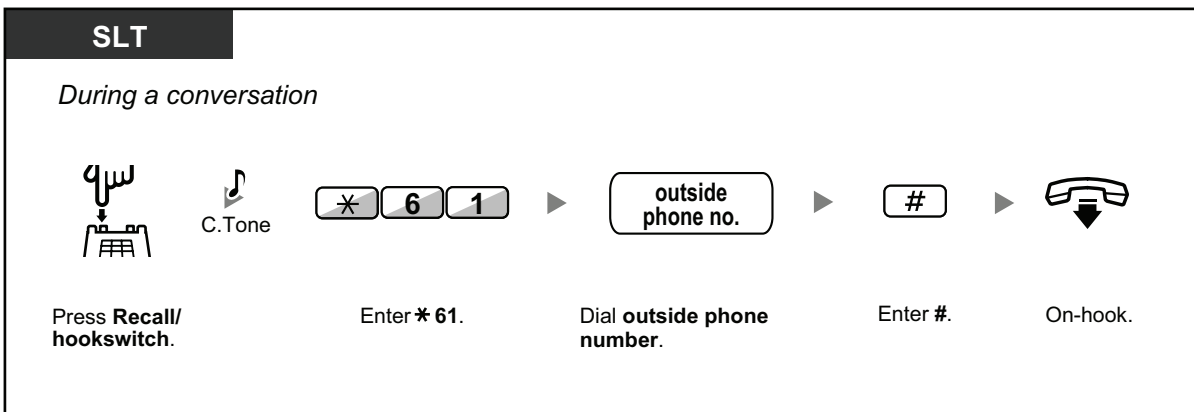 SLT
During a conversation
C.Tone
* 6 1
outside
phone no.
#
Press Recall/
hookswitch.
Enter * 61.
Dial outside phone
number.
Enter #.
On-hook.